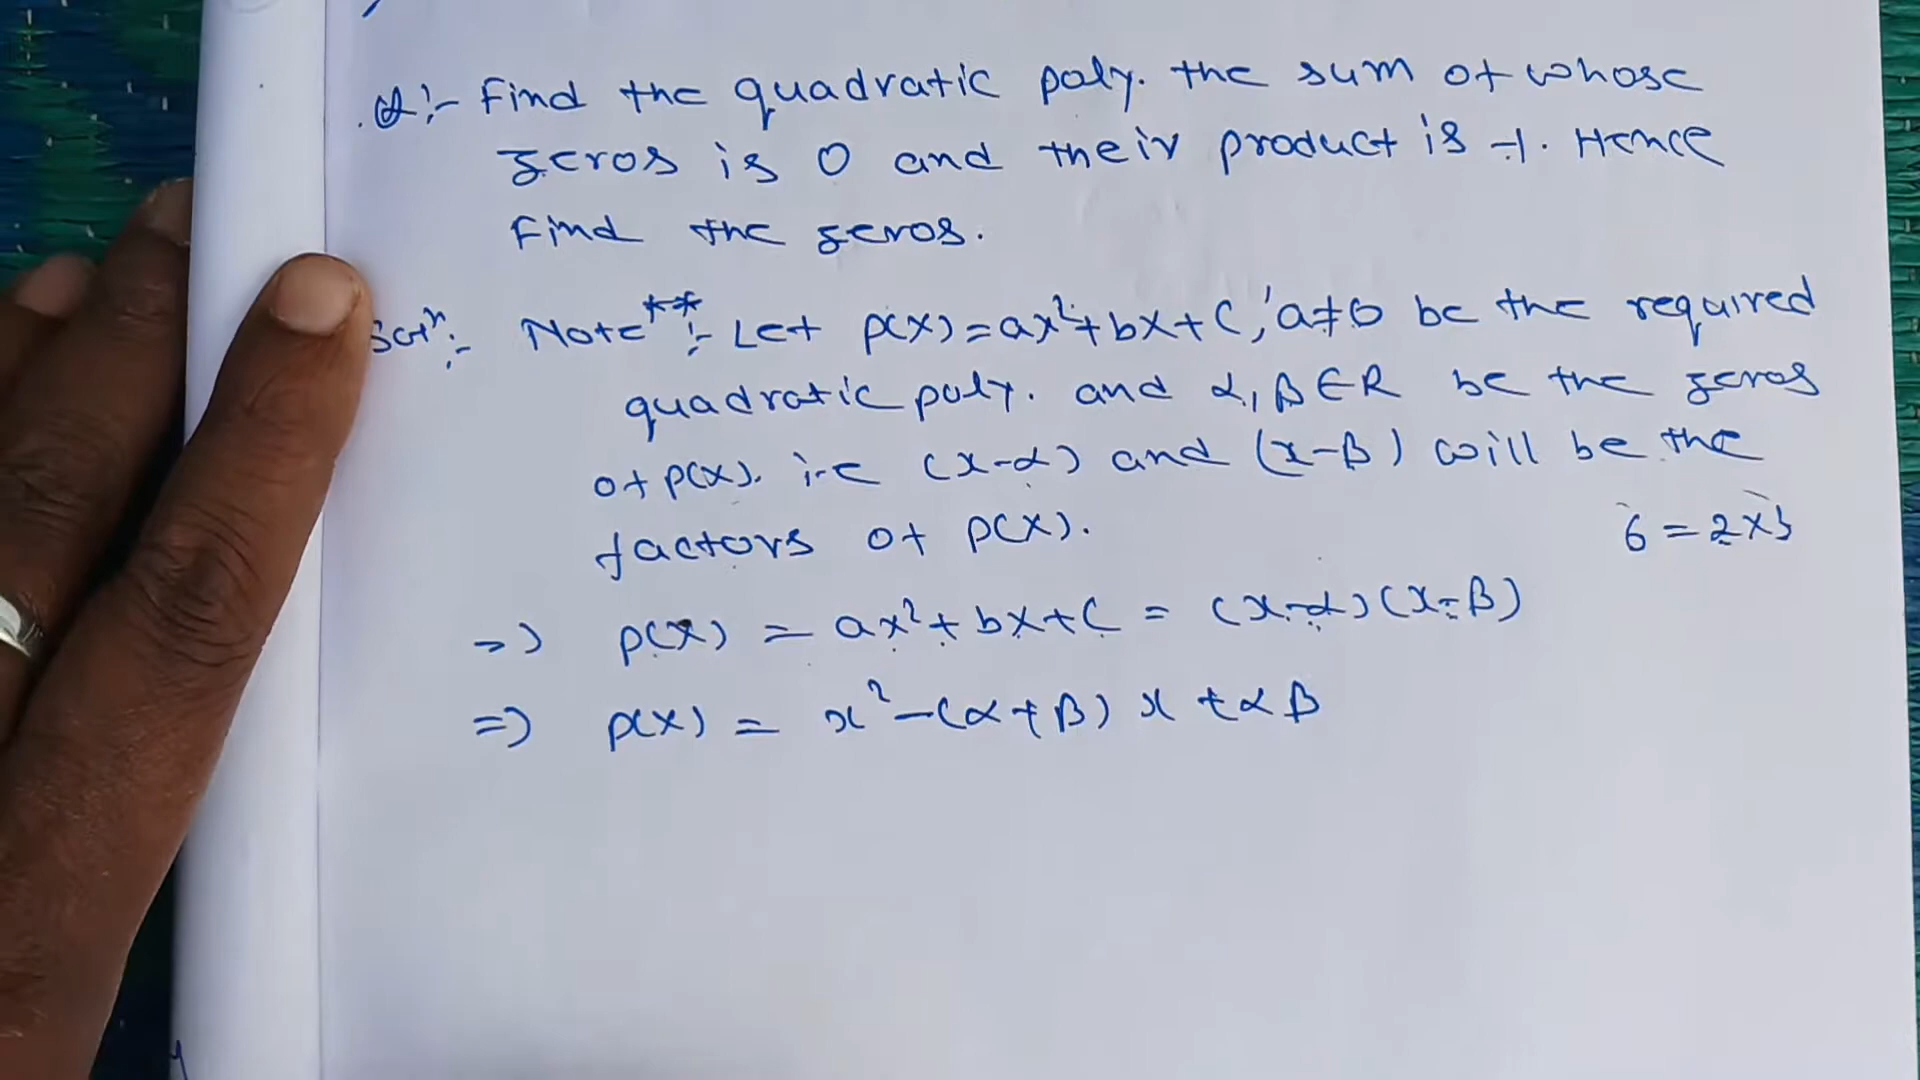 Q:- Find the quadratic poly. the sum of whose
zeros is 0 and their product is -1. Hence
find the zeros.
Solⁿ:- Note**:- Let p(x)=ax²+bx+c, a≠0 be the required
quadratic poly. and α, β∈R be the zeros
of p(x). i.e (x-α) and (x-β) will be the
factors of p(x).
6=2×3
=> p(x) = ax²+bx+c = (x-α)(x-β)
=> p(x) = x²-(α+β)x+αβ